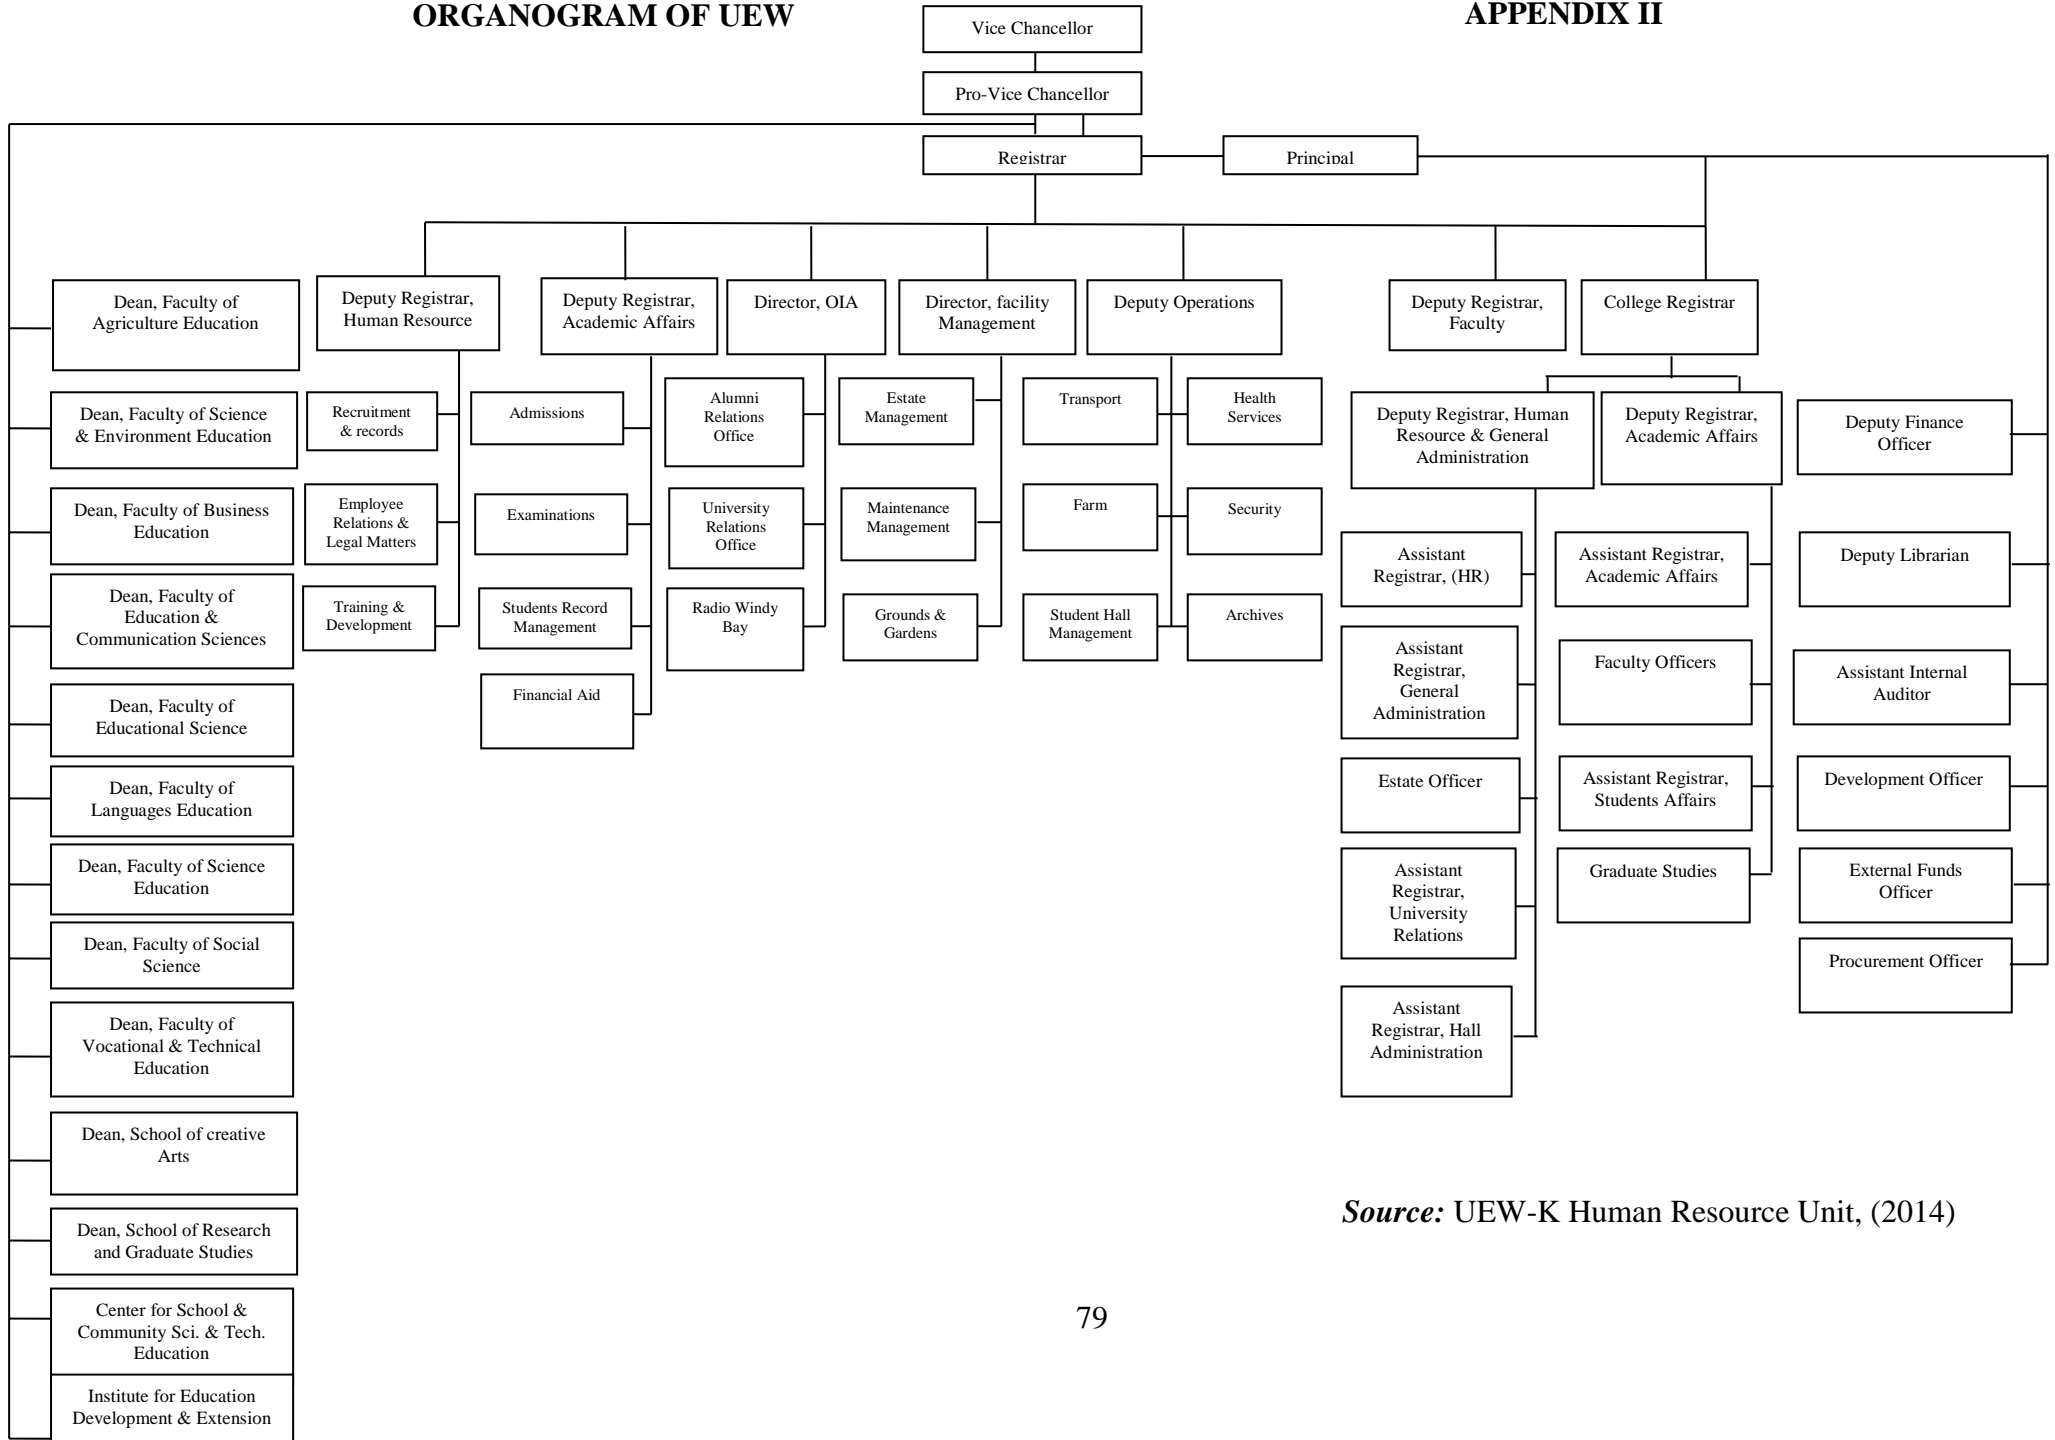 ORGANOGRAM OF UEW
APPENDIX II
Vice Chancellor
Pro-Vice Chancellor
Registrar
Principal
Dean, Faculty of
Agriculture Education
Dean, Faculty of Science
& Environment Education
Dean, Faculty of Business
Education
Dean, Faculty of
Education &
Communication Sciences
Dean, Faculty of
Educational Science
Dean, Faculty of
Languages Education
Dean, Faculty of Science
Education
Dean, Faculty of Social
Science
Dean, Faculty of
Vocational & Technical
Education
Dean, School of creative
Arts
Dean, School of Research
and Graduate Studies
Center for School &
Community Sci. & Tech.
Education
Institute for Education
Development & Extension
Deputy Registrar,
Human Resource
Recruitment
& records
Employee
Relations &
Legal Matters
Training &
Development
Deputy Registrar,
Academic Affairs
Admissions
Examinations
Students Record
Management
Financial Aid
Director, OIA
Alumni
Relations
Office
University
Relations
Office
Radio Windy
Bay
Director, facility
Management
Estate
Management
Maintenance
Management
Grounds &
Gardens
Deputy Operations
Transport
Farm
Student Hall
Management
Health
Services
Security
Archives
Deputy Registrar,
Faculty
College Registrar
Deputy Registrar, Human
Resource & General
Administration
Assistant
Registrar, (HR)
Assistant
Registrar,
General
Administration
Estate Officer
Assistant
Registrar,
University
Relations
Assistant
Registrar, Hall
Administration
Deputy Registrar,
Academic Affairs
Assistant Registrar,
Academic Affairs
Faculty Officers
Assistant Registrar,
Students Affairs
Graduate Studies
Deputy Finance
Officer
Deputy Librarian
Assistant Internal
Auditor
Development Officer
External Funds
Officer
Procurement Officer
Source: UEW-K Human Resource Unit, (2014)
79